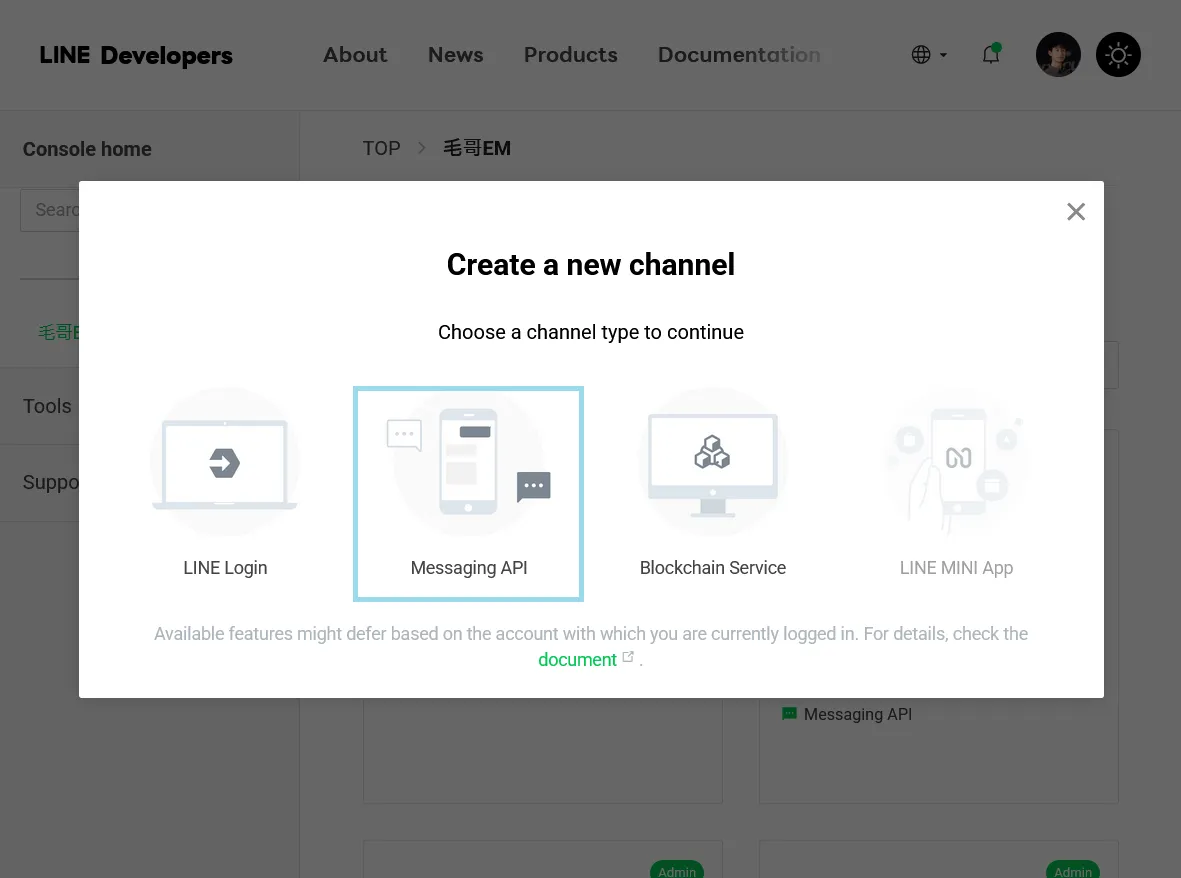 LINE Developers
About
News
Products
Documentation
Console home
TOP
毛哥EM
Searc
毛哥E
Tools
Suppo
Create a new channel
Choose a channel type to continue
LINE Login
Messaging API
Blockchain Service
LINE MINI App
Available features might defer based on the account with which you are currently logged in. For details, check the
document .
Messaging API
Admin
Admin